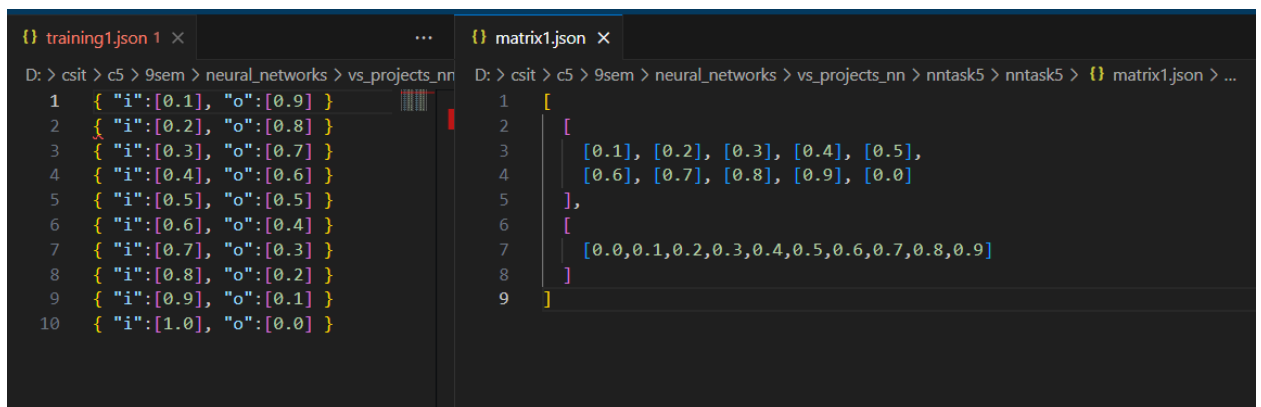 {} training1.json 1 ×
D: > csit > c5 > 9sem > neural_networks > vs_projects_nn
1 { "i":[0.1], "o":[0.9] }
2 { "i":[0.2], "o":[0.8] }
3 { "i":[0.3], "o":[0.7] }
4 { "i":[0.4], "o":[0.6] }
5 { "i":[0.5], "o":[0.5] }
6 { "i":[0.6], "o":[0.4] }
7 { "i":[0.7], "o":[0.3] }
8 { "i":[0.8], "o":[0.2] }
9 { "i":[0.9], "o":[0.1] }
10 { "i":[1.0], "o":[0.0] }
{} matrix1.json ×
D: > csit > c5 > 9sem > neural_networks > vs_projects_nn > nntask5 > nntask5 > {} matrix1.json > ...
1 [
2 [
3 [0.1], [0.2], [0.3], [0.4], [0.5],
4 [0.6], [0.7], [0.8], [0.9], [0.0]
5 ],
6 [
7 [0.0,0.1,0.2,0.3,0.4,0.5,0.6,0.7,0.8,0.9]
8 ]
9 ]